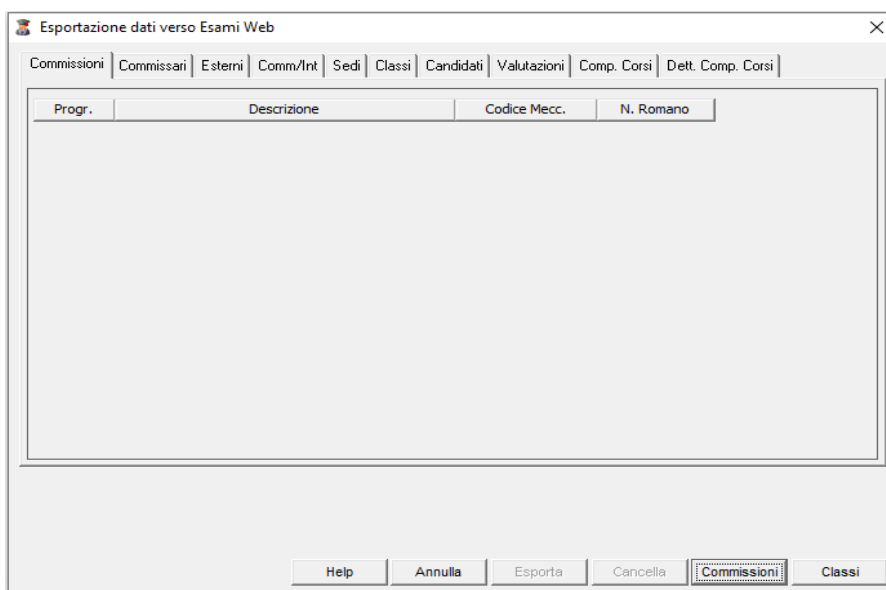 Esportazione dati verso Esami Web
Commissioni Commissari Esterni Comm/Int Sedi Classi Candidati Valutazioni Comp. Corsi Dett. Comp. Corsi
Progr. Descrizione Codice Mecc. N. Romano
Help Annulla Esporta Cancella Commissioni Classi